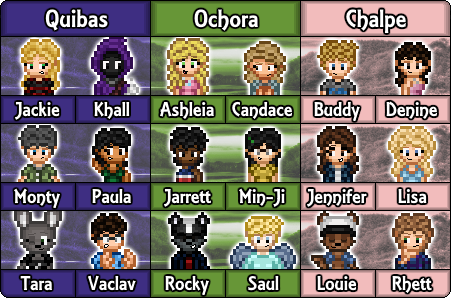 Quibas Ochora Chalpe
Jackie Khall Ashleia Candace Buddy Denine
Monty Paula Jarrett Min-Ji Jennifer Lisa
Tara Vaclav Rocky Saul Louie Rhett